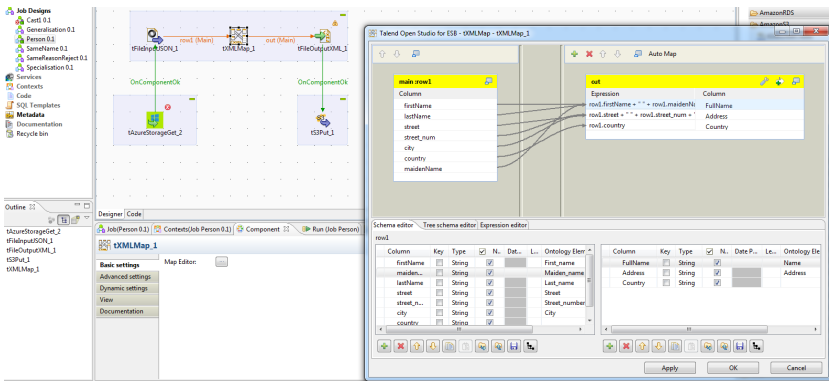 Job Designs
Cast1 0.1
Generalisation 0.1
Person 0.1
SameName 0.1
SameReasonReject 0.1
Specialisation 0.1
Services
Contexts
Code
SQL Templates
Metadata
Documentation
Recycle bin
Outline
tAzureStorageGet_2
tFileInputJSON_1
tFileOutputXML_1
tS3Put_1
tXMLMap_1
tFileInputJSON_1
row1 (Main)
tXMLMap_1
out (Main)
tFileOutputXML_1
OnComponentOk
OnComponentOk
tAzureStorageGet_2
tS3Put_1
Designer
Code
Job(Person 0.1)
Contexts(Job Person 0.1)
Component
Run (Job Person)
tXMLMap_1
Basic settings
Advanced settings
Dynamic settings
View
Documentation
Map Editor:
AmazonRDS
Talend Open Studio for ESB - tXMLMap - tXMLMap_1
Auto Map
main :row1
Column
firstName
lastName
street
street_num
city
country
maidenName
out
Expression
Column
row1.firstName + " " + row1.maidenNa
FullName
row1.street + " " + row1.street_num + '
Address
row1.country
Country
Schema editor
Tree schema editor
Expression editor
row1
Column
Key
Type
N..
Dat...
L...
Ontology Elem
firstName
String
First_name
maiden...
String
Maiden_name
lastName
String
Last_name
street
String
Street
street_n...
String
Street_number
city
String
City
country
String
Column
Key
Type
N..
Date P...
Le...
Ontology Ele
FullName
String
Name
Address
String
Address
Country
String
Apply
OK
Cancel